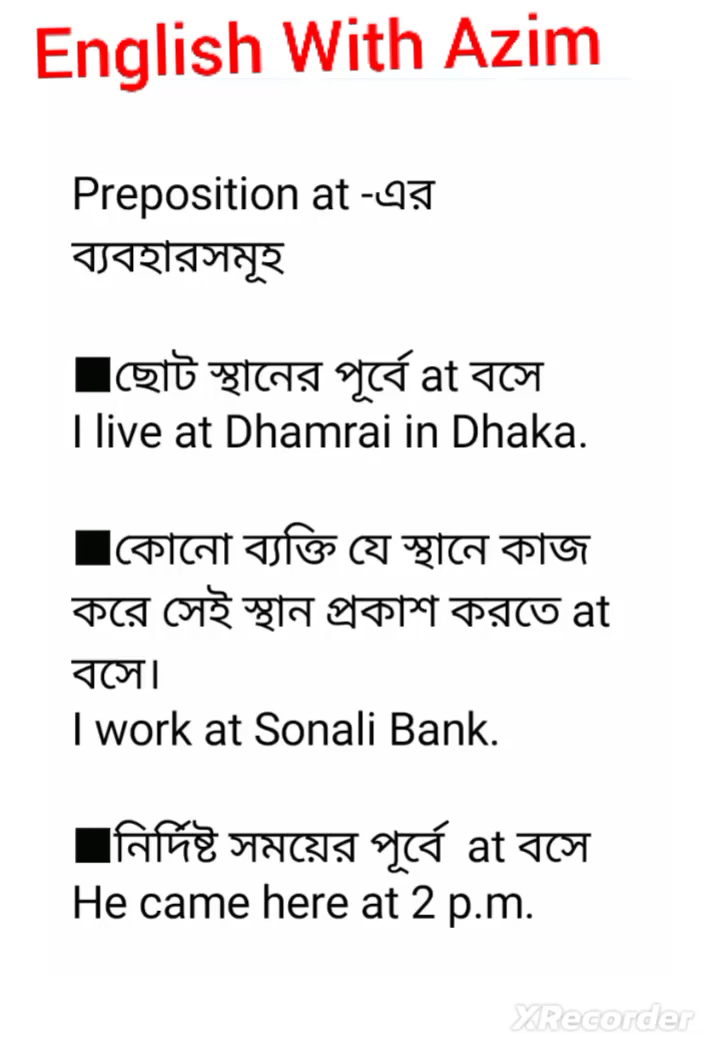 English With Azim
Preposition at -এর
ব্যবহারসমূহ
■ছোট স্থানের পূর্বে at বসে
I live at Dhamrai in Dhaka.
■কোনো ব্যক্তি যে স্থানে কাজ
করে সেই স্থান প্রকাশ করতে at
বসে।
I work at Sonali Bank.
■নির্দিষ্ট সময়ের পূর্বে at বসে
He came here at 2 p.m.
XRecorder